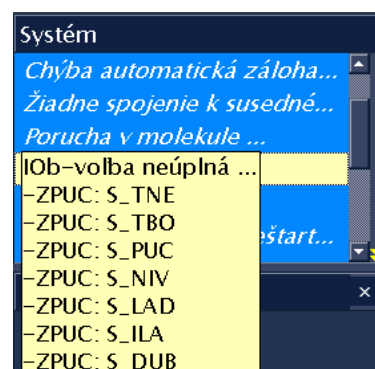 Systém
Chýba automatická záloha...
Žiadne spojenie k susedné...
Porucha v molekule ...
IOb-voľba neúplná ...
-ZPUC: S_TNE
-ZPUC: S_TBO
-ZPUC: S_PUC
eštart...
-ZPUC: S_NIV
-ZPUC: S_LAD
-ZPUC: S_ILA
-ZPUC: S_DUB